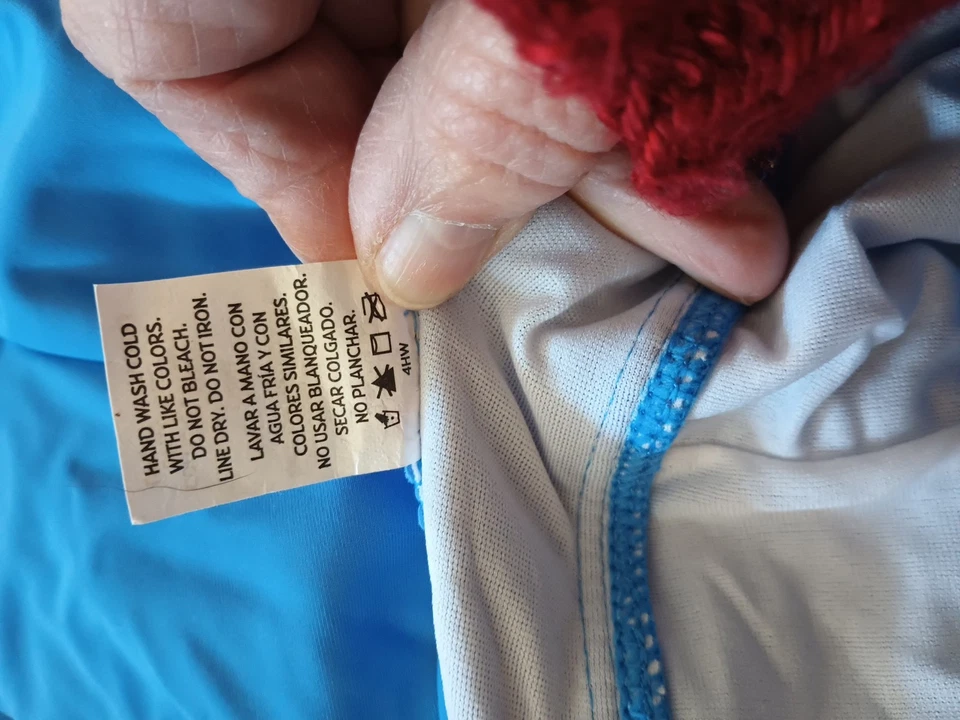 HAND WASH COLD
WITH LIKE COLORS.
DO NOT BLEACH.
LINE DRY. DO NOT IRON.
LAVAR A MANO CON
AGUA FRÍA Y CON
COLORES SIMILARES.
NO USAR BLANQUEADOR.
SECAR COLGADO.
NO PLANCHAR.
4HW